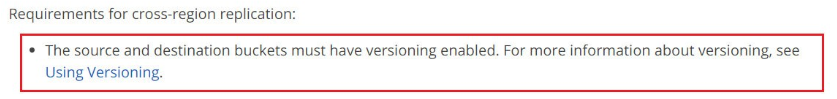 Requirements for cross-region replication:
• The source and destination buckets must have versioning enabled. For more information about versioning, see
Using Versioning.